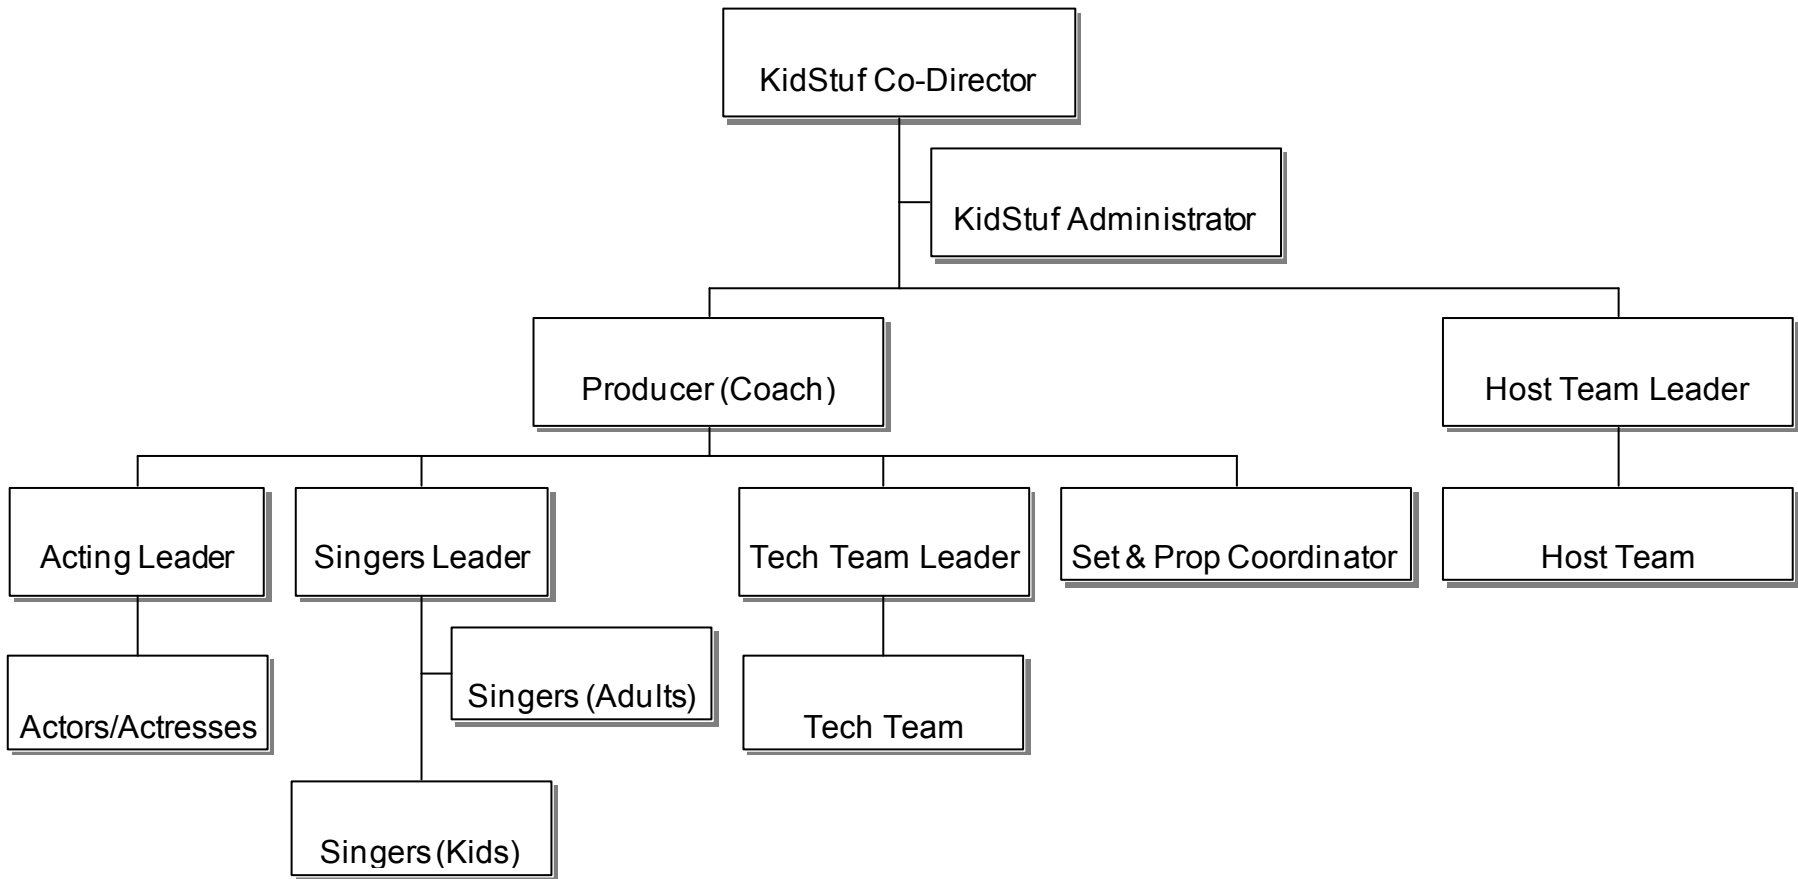 KidStuf Co-Director
KidStuf Administrator
Producer (Coach)
Host Team Leader
Acting Leader
Singers Leader
Tech Team Leader
Set & Prop Coordinator
Host Team
Singers (Adults)
Actors/Actresses
Tech Team
Singers (Kids)